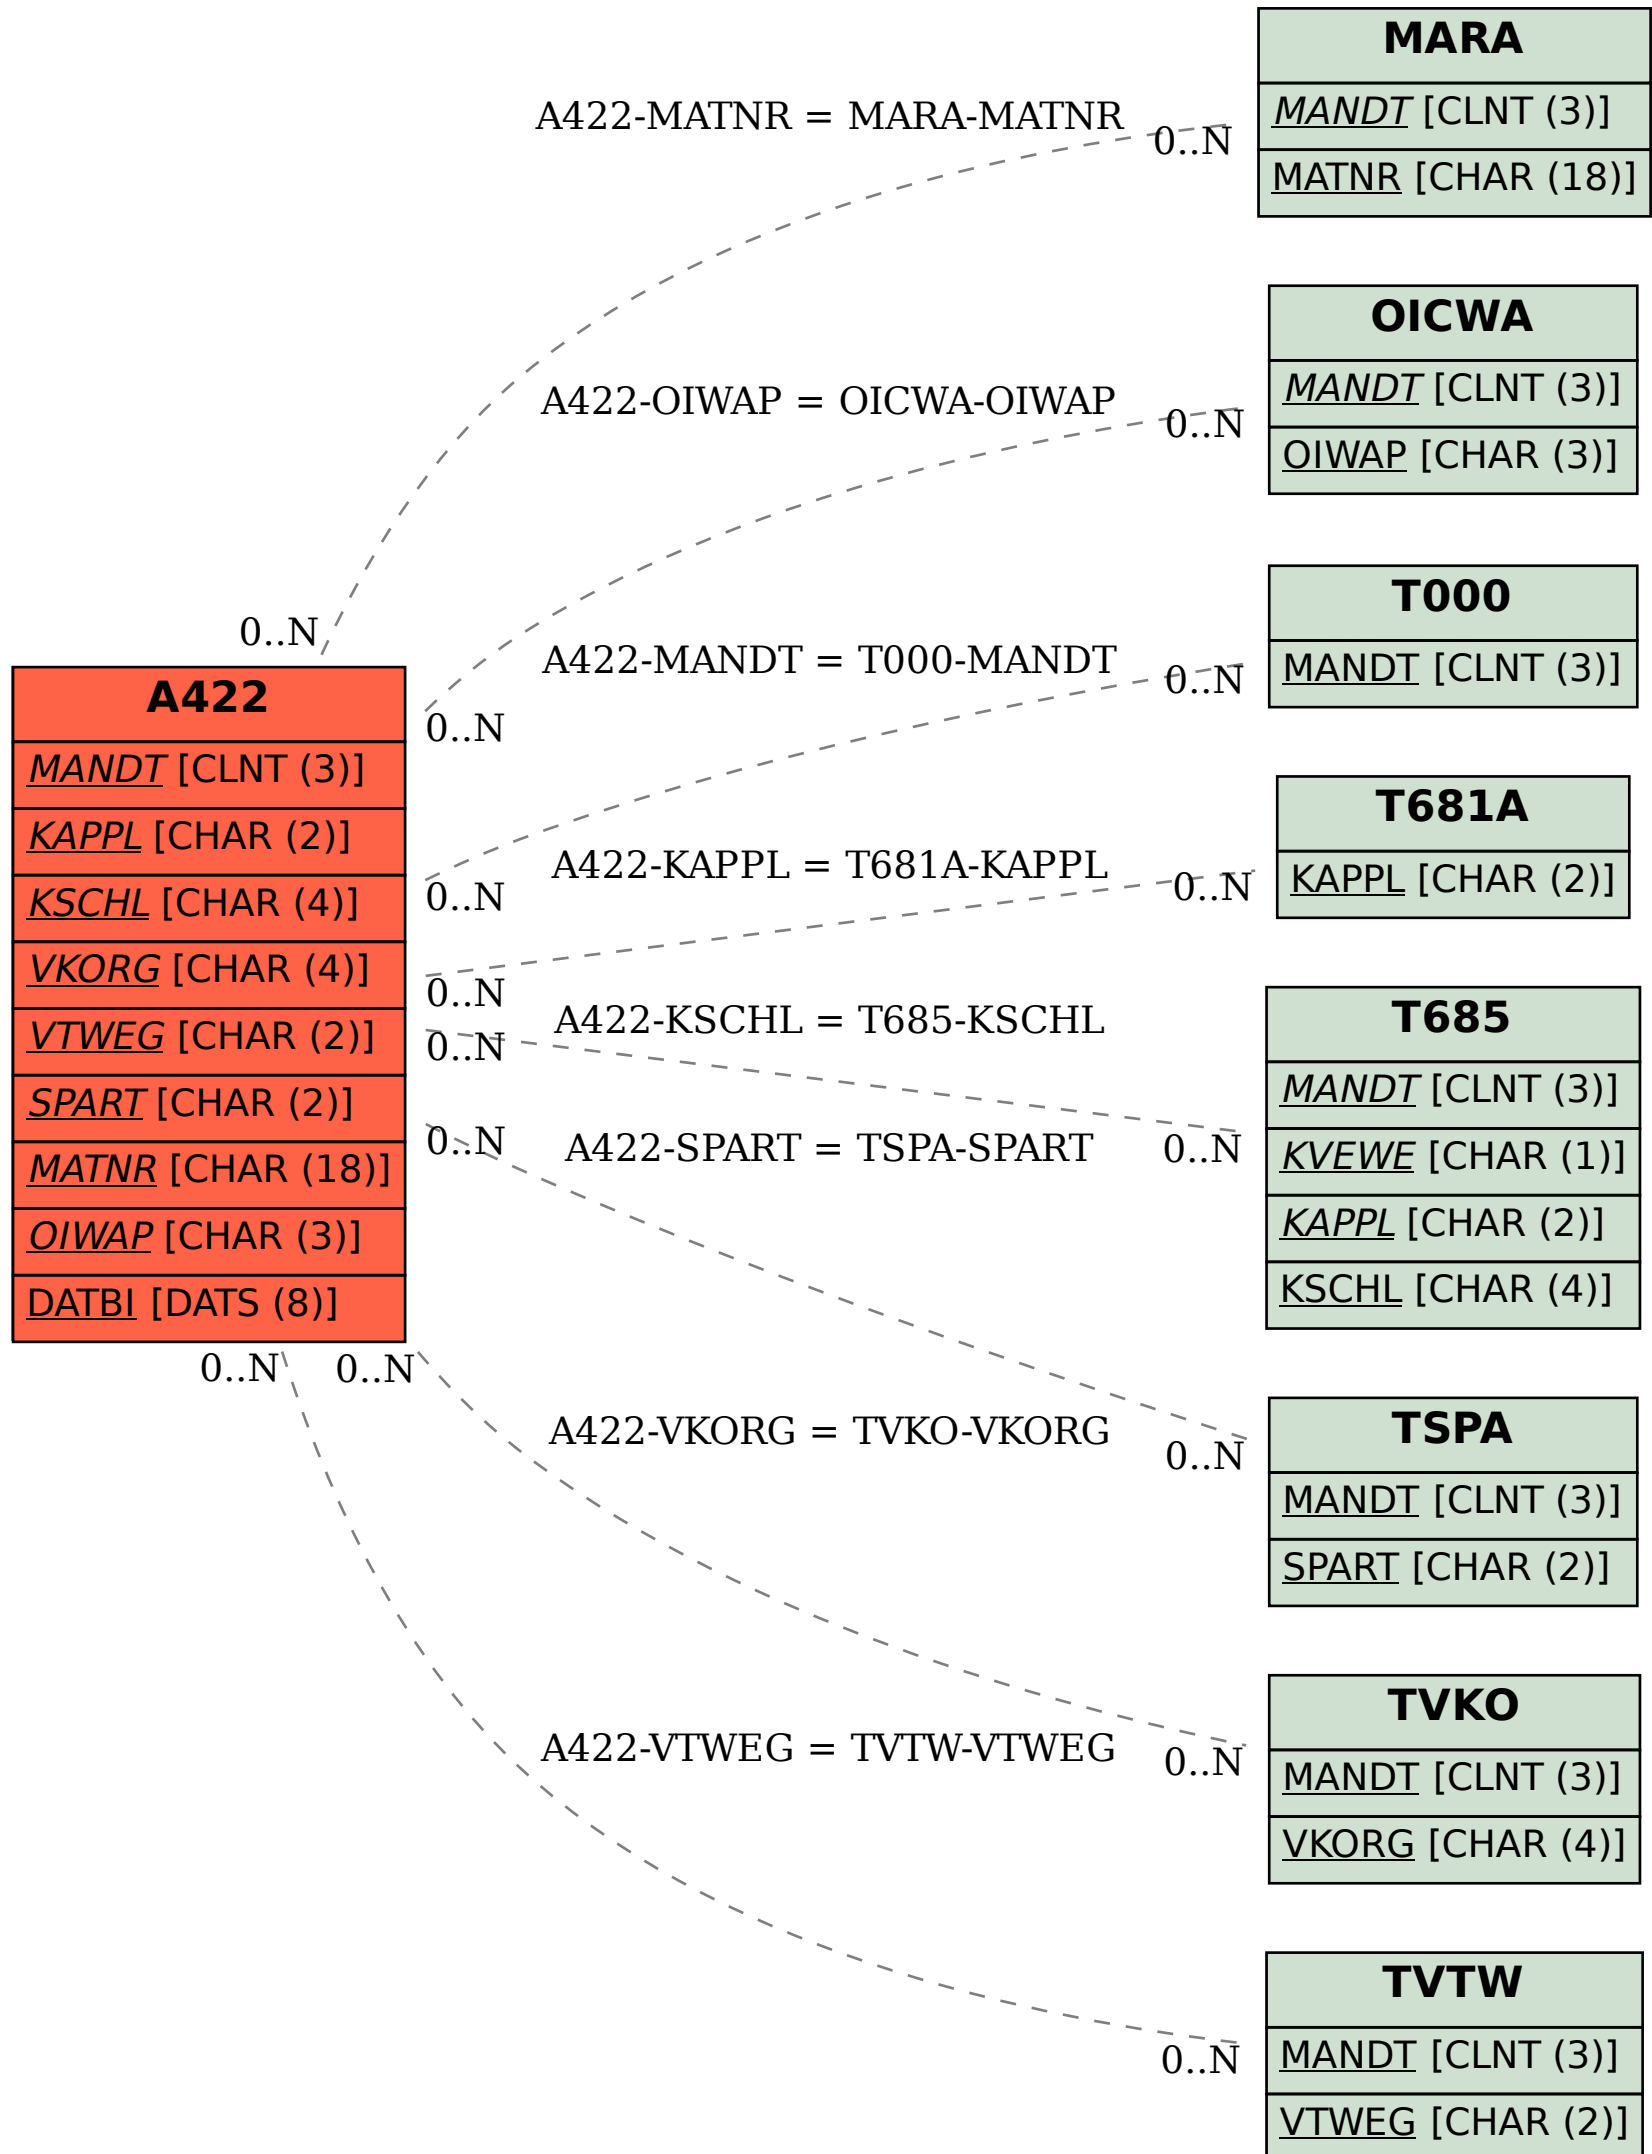 MARA
MANDT [CLNT (3)]
MATNR [CHAR (18)]
A422-MATNR = MARA-MATNR
0..N
0..N
OICWA
MANDT [CLNT (3)]
OIWAP [CHAR (3)]
A422-OIWAP = OICWA-OIWAP
0..N
0..N
T000
MANDT [CLNT (3)]
A422-MANDT = T000-MANDT
0..N
0..N
T681A
KAPPL [CHAR (2)]
A422-KAPPL = T681A-KAPPL
0..N
0..N
A422
MANDT [CLNT (3)]
KAPPL [CHAR (2)]
KSCHL [CHAR (4)]
VKORG [CHAR (4)]
VTWEG [CHAR (2)]
SPART [CHAR (2)]
MATNR [CHAR (18)]
OIWAP [CHAR (3)]
DATBI [DATS (8)]
T685
MANDT [CLNT (3)]
KVEWE [CHAR (1)]
KAPPL [CHAR (2)]
KSCHL [CHAR (4)]
A422-KSCHL = T685-KSCHL
0..N
0..N
A422-SPART = TSPA-SPART
0..N
0..N
TSPA
MANDT [CLNT (3)]
SPART [CHAR (2)]
A422-VKORG = TVKO-VKORG
0..N
0..N
TVKO
MANDT [CLNT (3)]
VKORG [CHAR (4)]
A422-VTWEG = TVTW-VTWEG
0..N
0..N
TVTW
MANDT [CLNT (3)]
VTWEG [CHAR (2)]